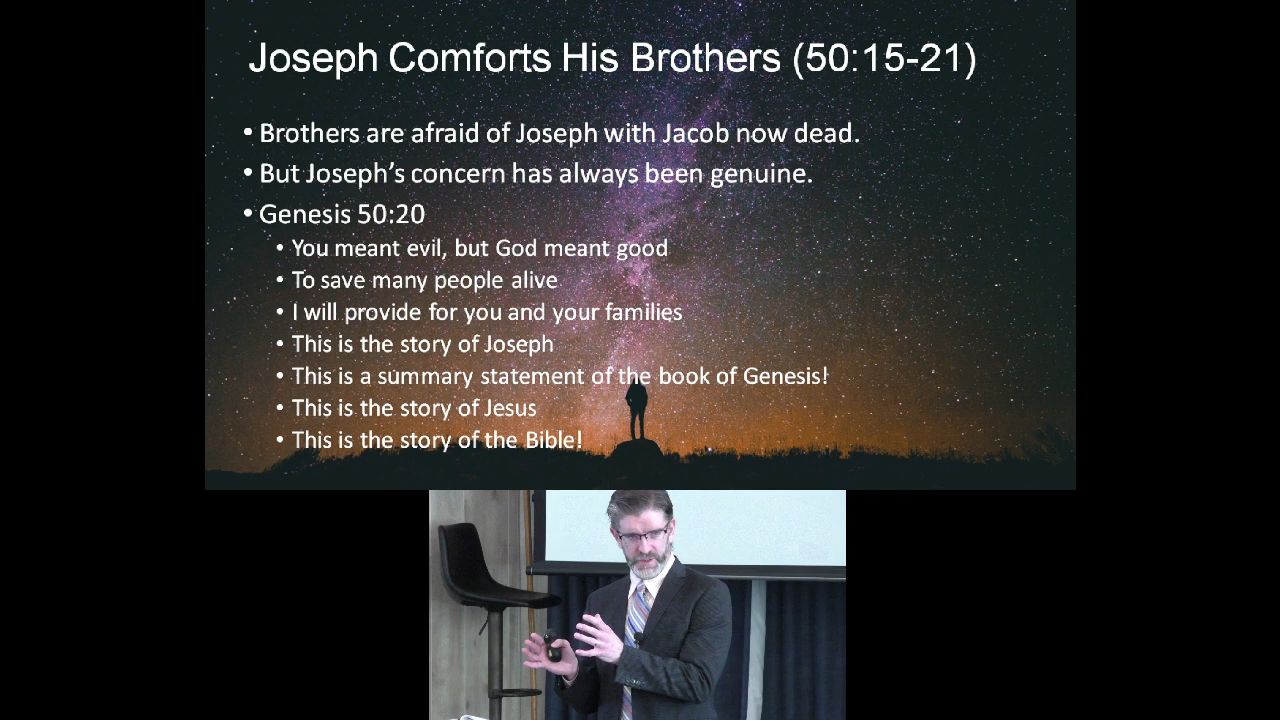 Joseph Comforts His Brothers (50:15-21)
• Brothers are afraid of Joseph with Jacob now dead.
• But Joseph’s concern has always been genuine.
• Genesis 50:20
• You meant evil, but God meant good
• To save many people alive
• I will provide for you and your families
• This is the story of Joseph
• This is a summary statement of the book of Genesis!
• This is the story of Jesus
• This is the story of the Bible!